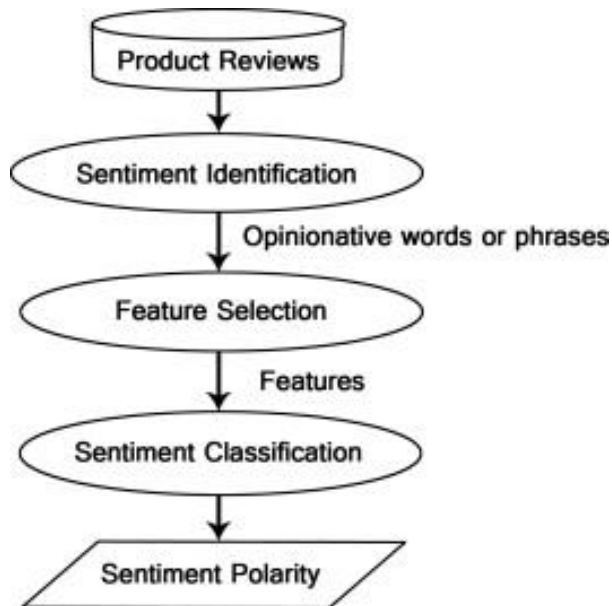 Product Reviews
Sentiment Identification
Opinionative words or phrases
Feature Selection
Features
Sentiment Classification
Sentiment Polarity